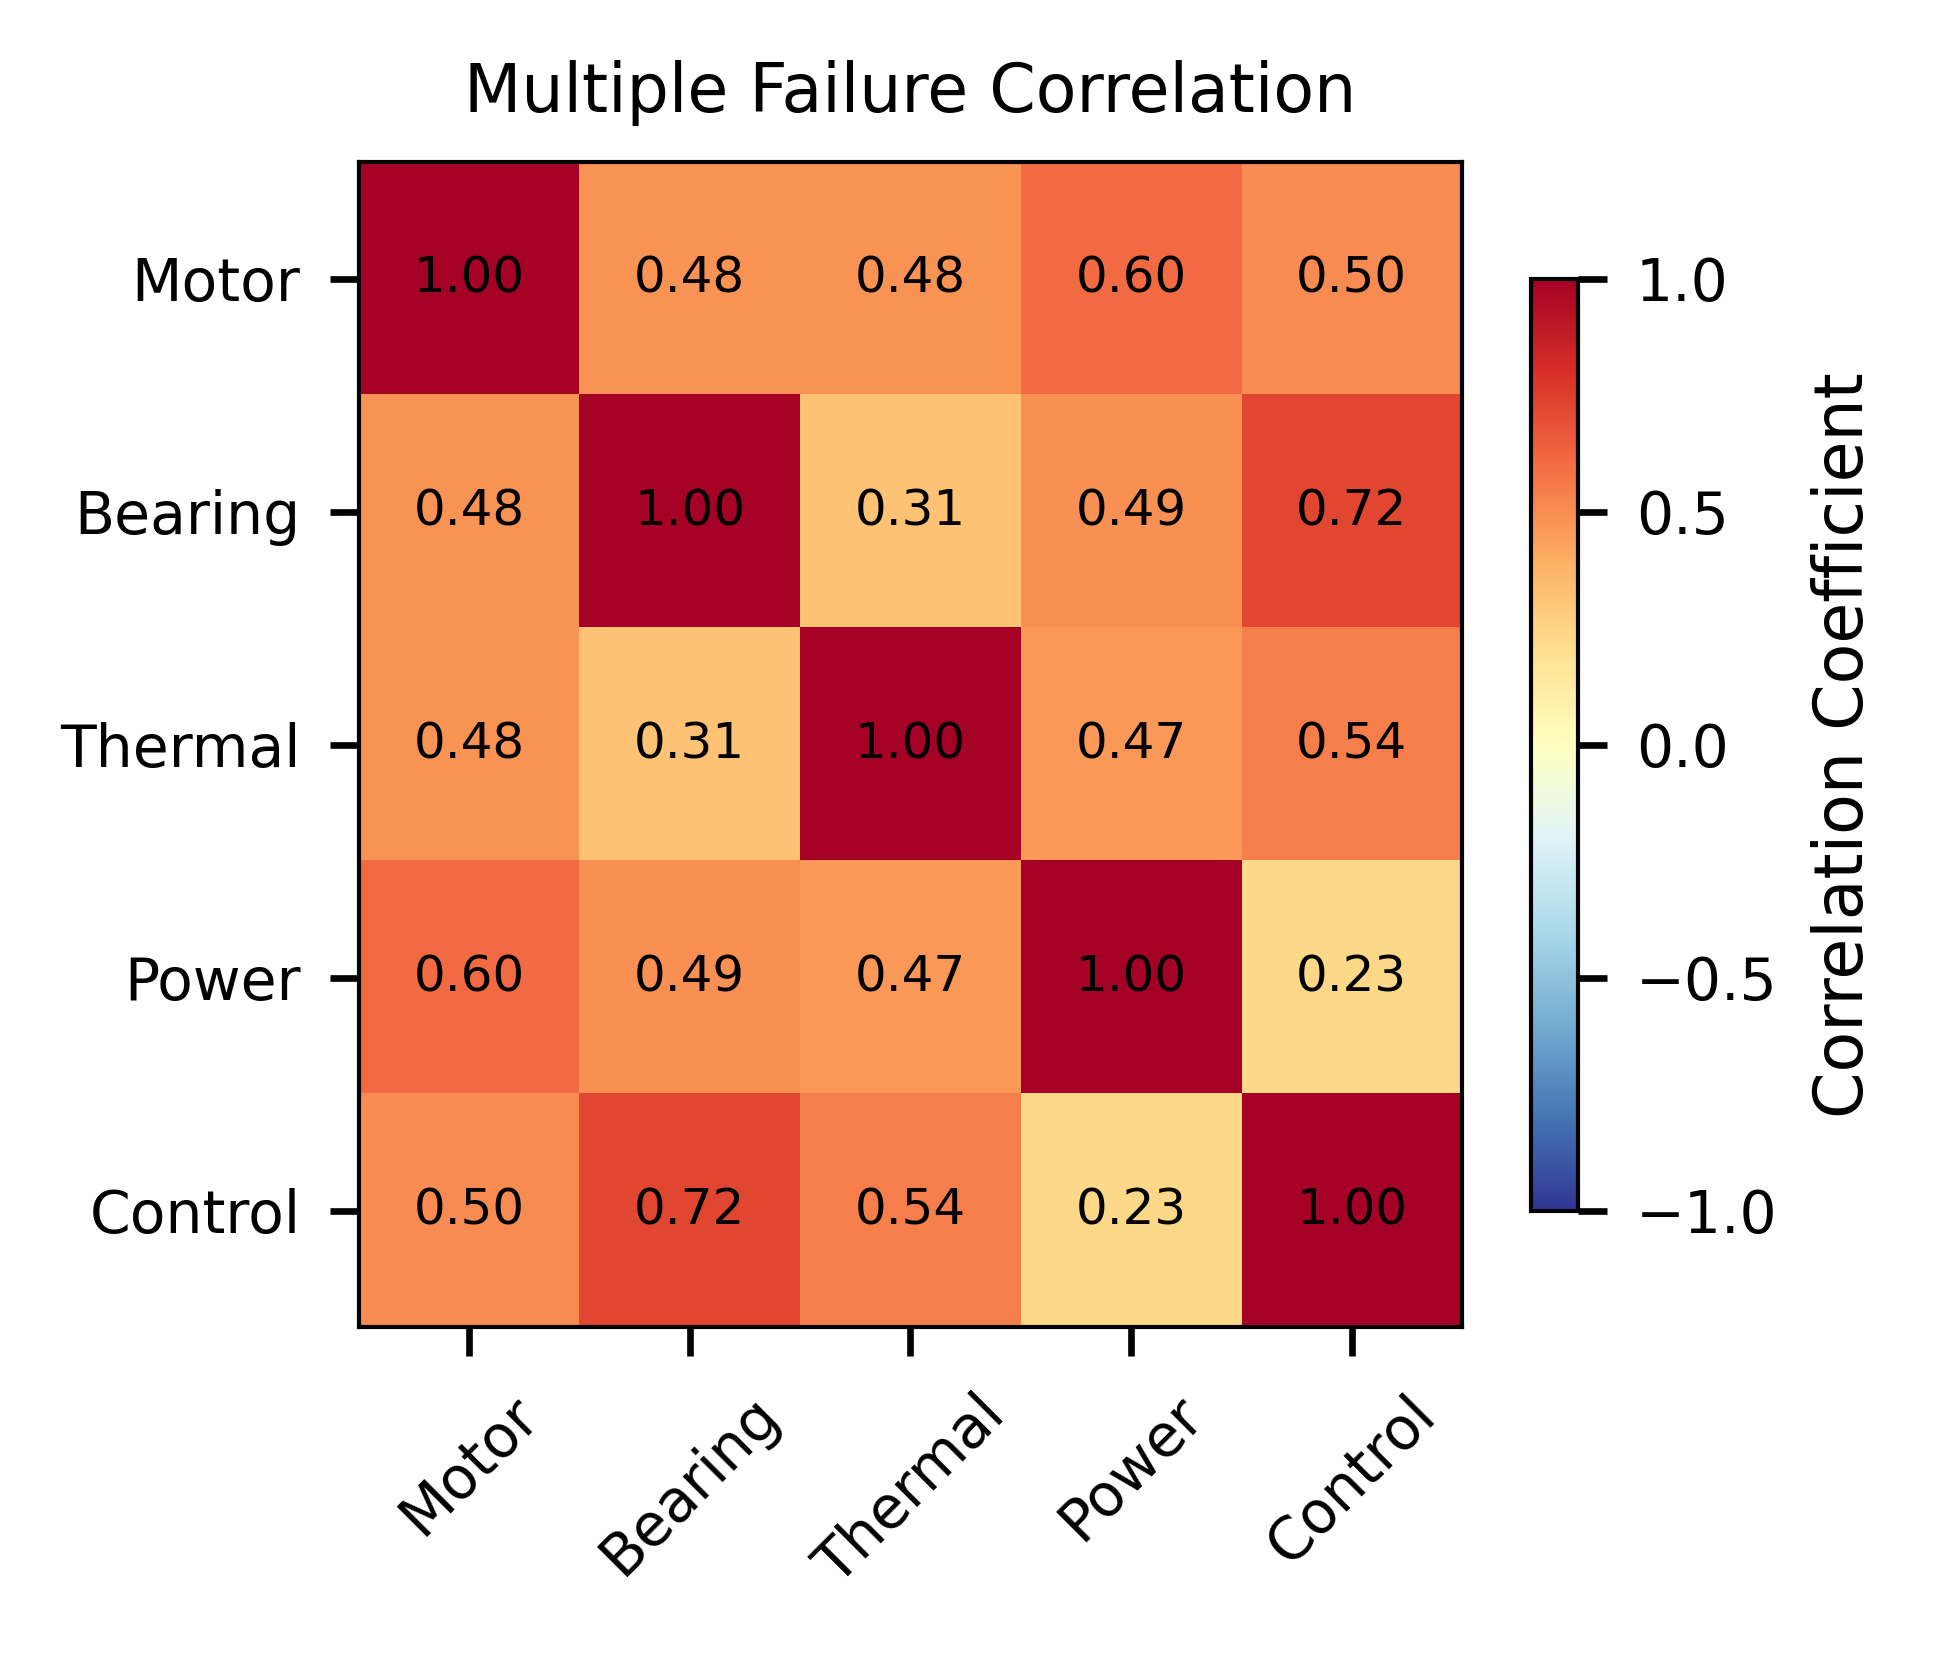 Multiple Failure Correlation
Motor 1.00 0.48 0.48 0.60 0.50
Bearing 0.48 1.00 0.31 0.49 0.72
Thermal 0.48 0.31 1.00 0.47 0.54
Power 0.60 0.49 0.47 1.00 0.23
Control 0.50 0.72 0.54 0.23 1.00
Motor Bearing Thermal Power Control
1.0
0.5
0.0
−0.5
−1.0
Correlation Coefficient